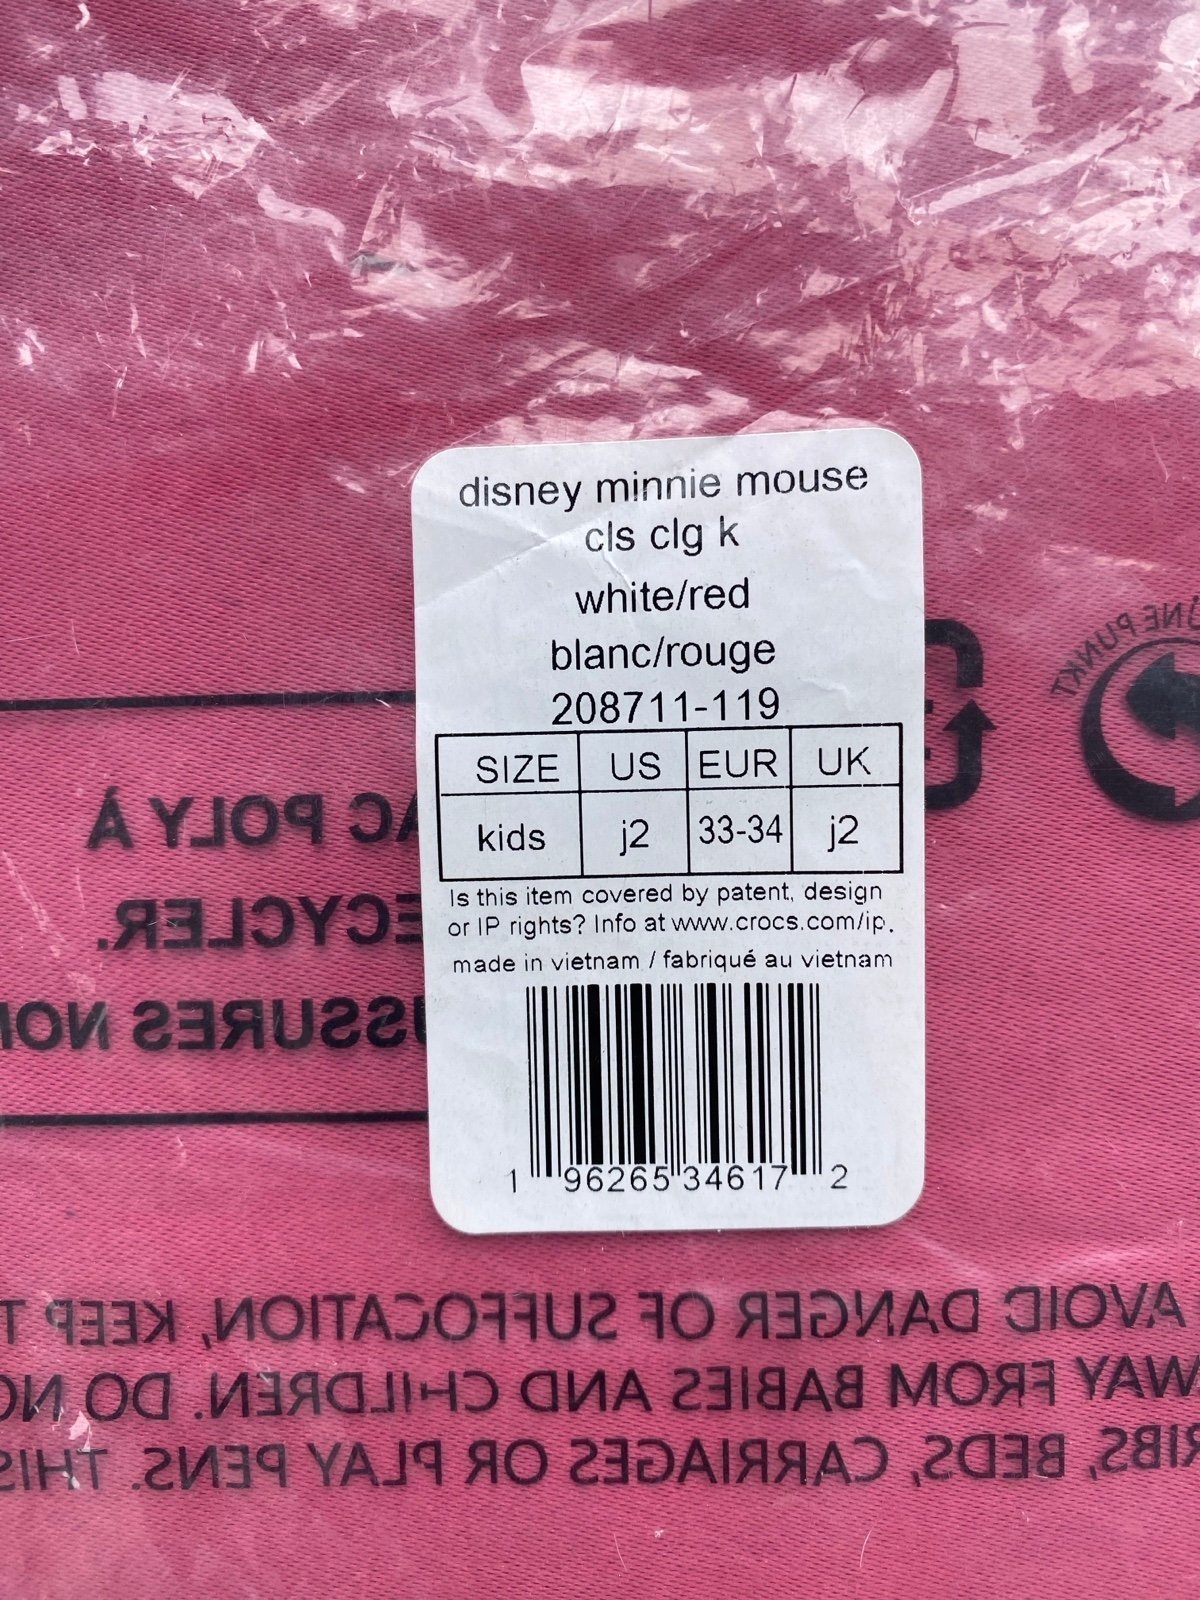 disney minnie mouse
cls clg k
white/red
blanc/rouge
208711-119
SIZE US EUR UK
kids j2 33-34 j2
Is this item covered by patent, design
or IP rights? Info at www.crocs.com/ip.
made in vietnam / fabriqué au vietnam
1 96265 34617 2
INE PUNKT
AC POLY À
ECYCLER.
USSURES NON
AVOID DANGER OF SUFFOCATION, KEEP T
WAY FROM BABIES AND CHILDREN. DO NO
RIBS, BEDS, CARRIAGES OR PLAY PENS. THIS